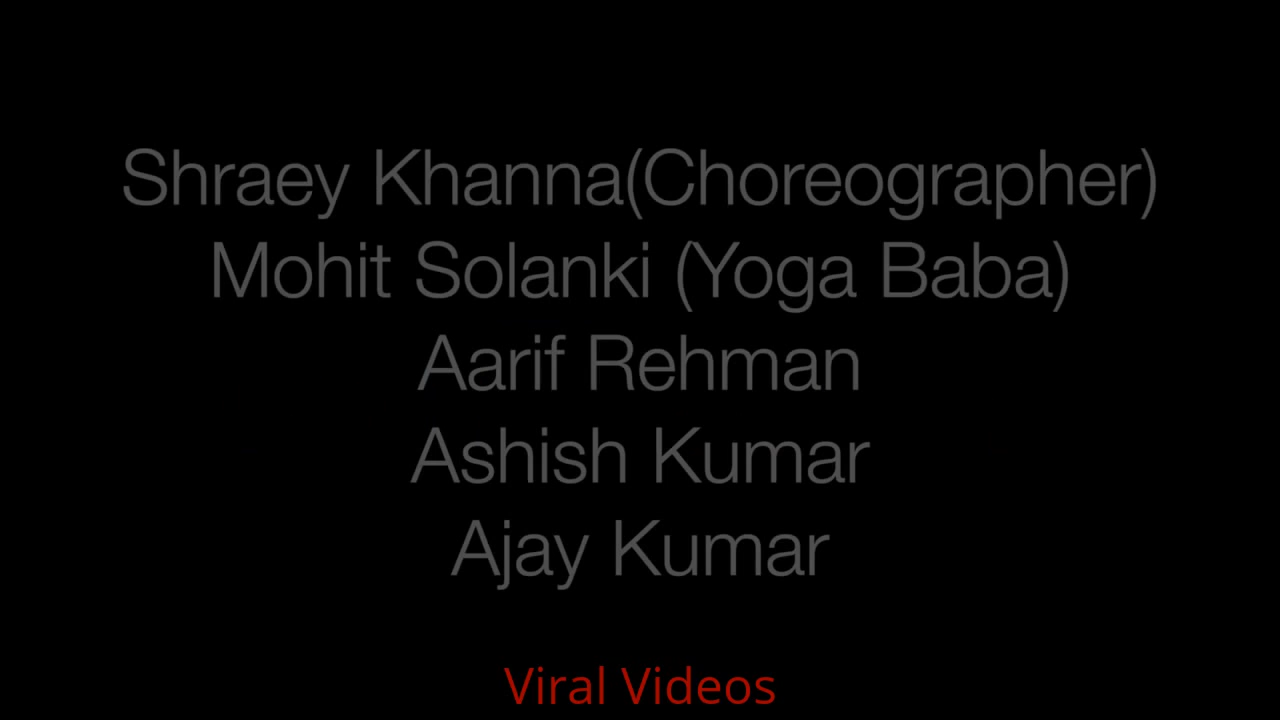 Shraey Khanna(Choreographer)
Mohit Solanki (Yoga Baba)
Aarif Rehman
Ashish Kumar
Ajay Kumar
Viral Videos